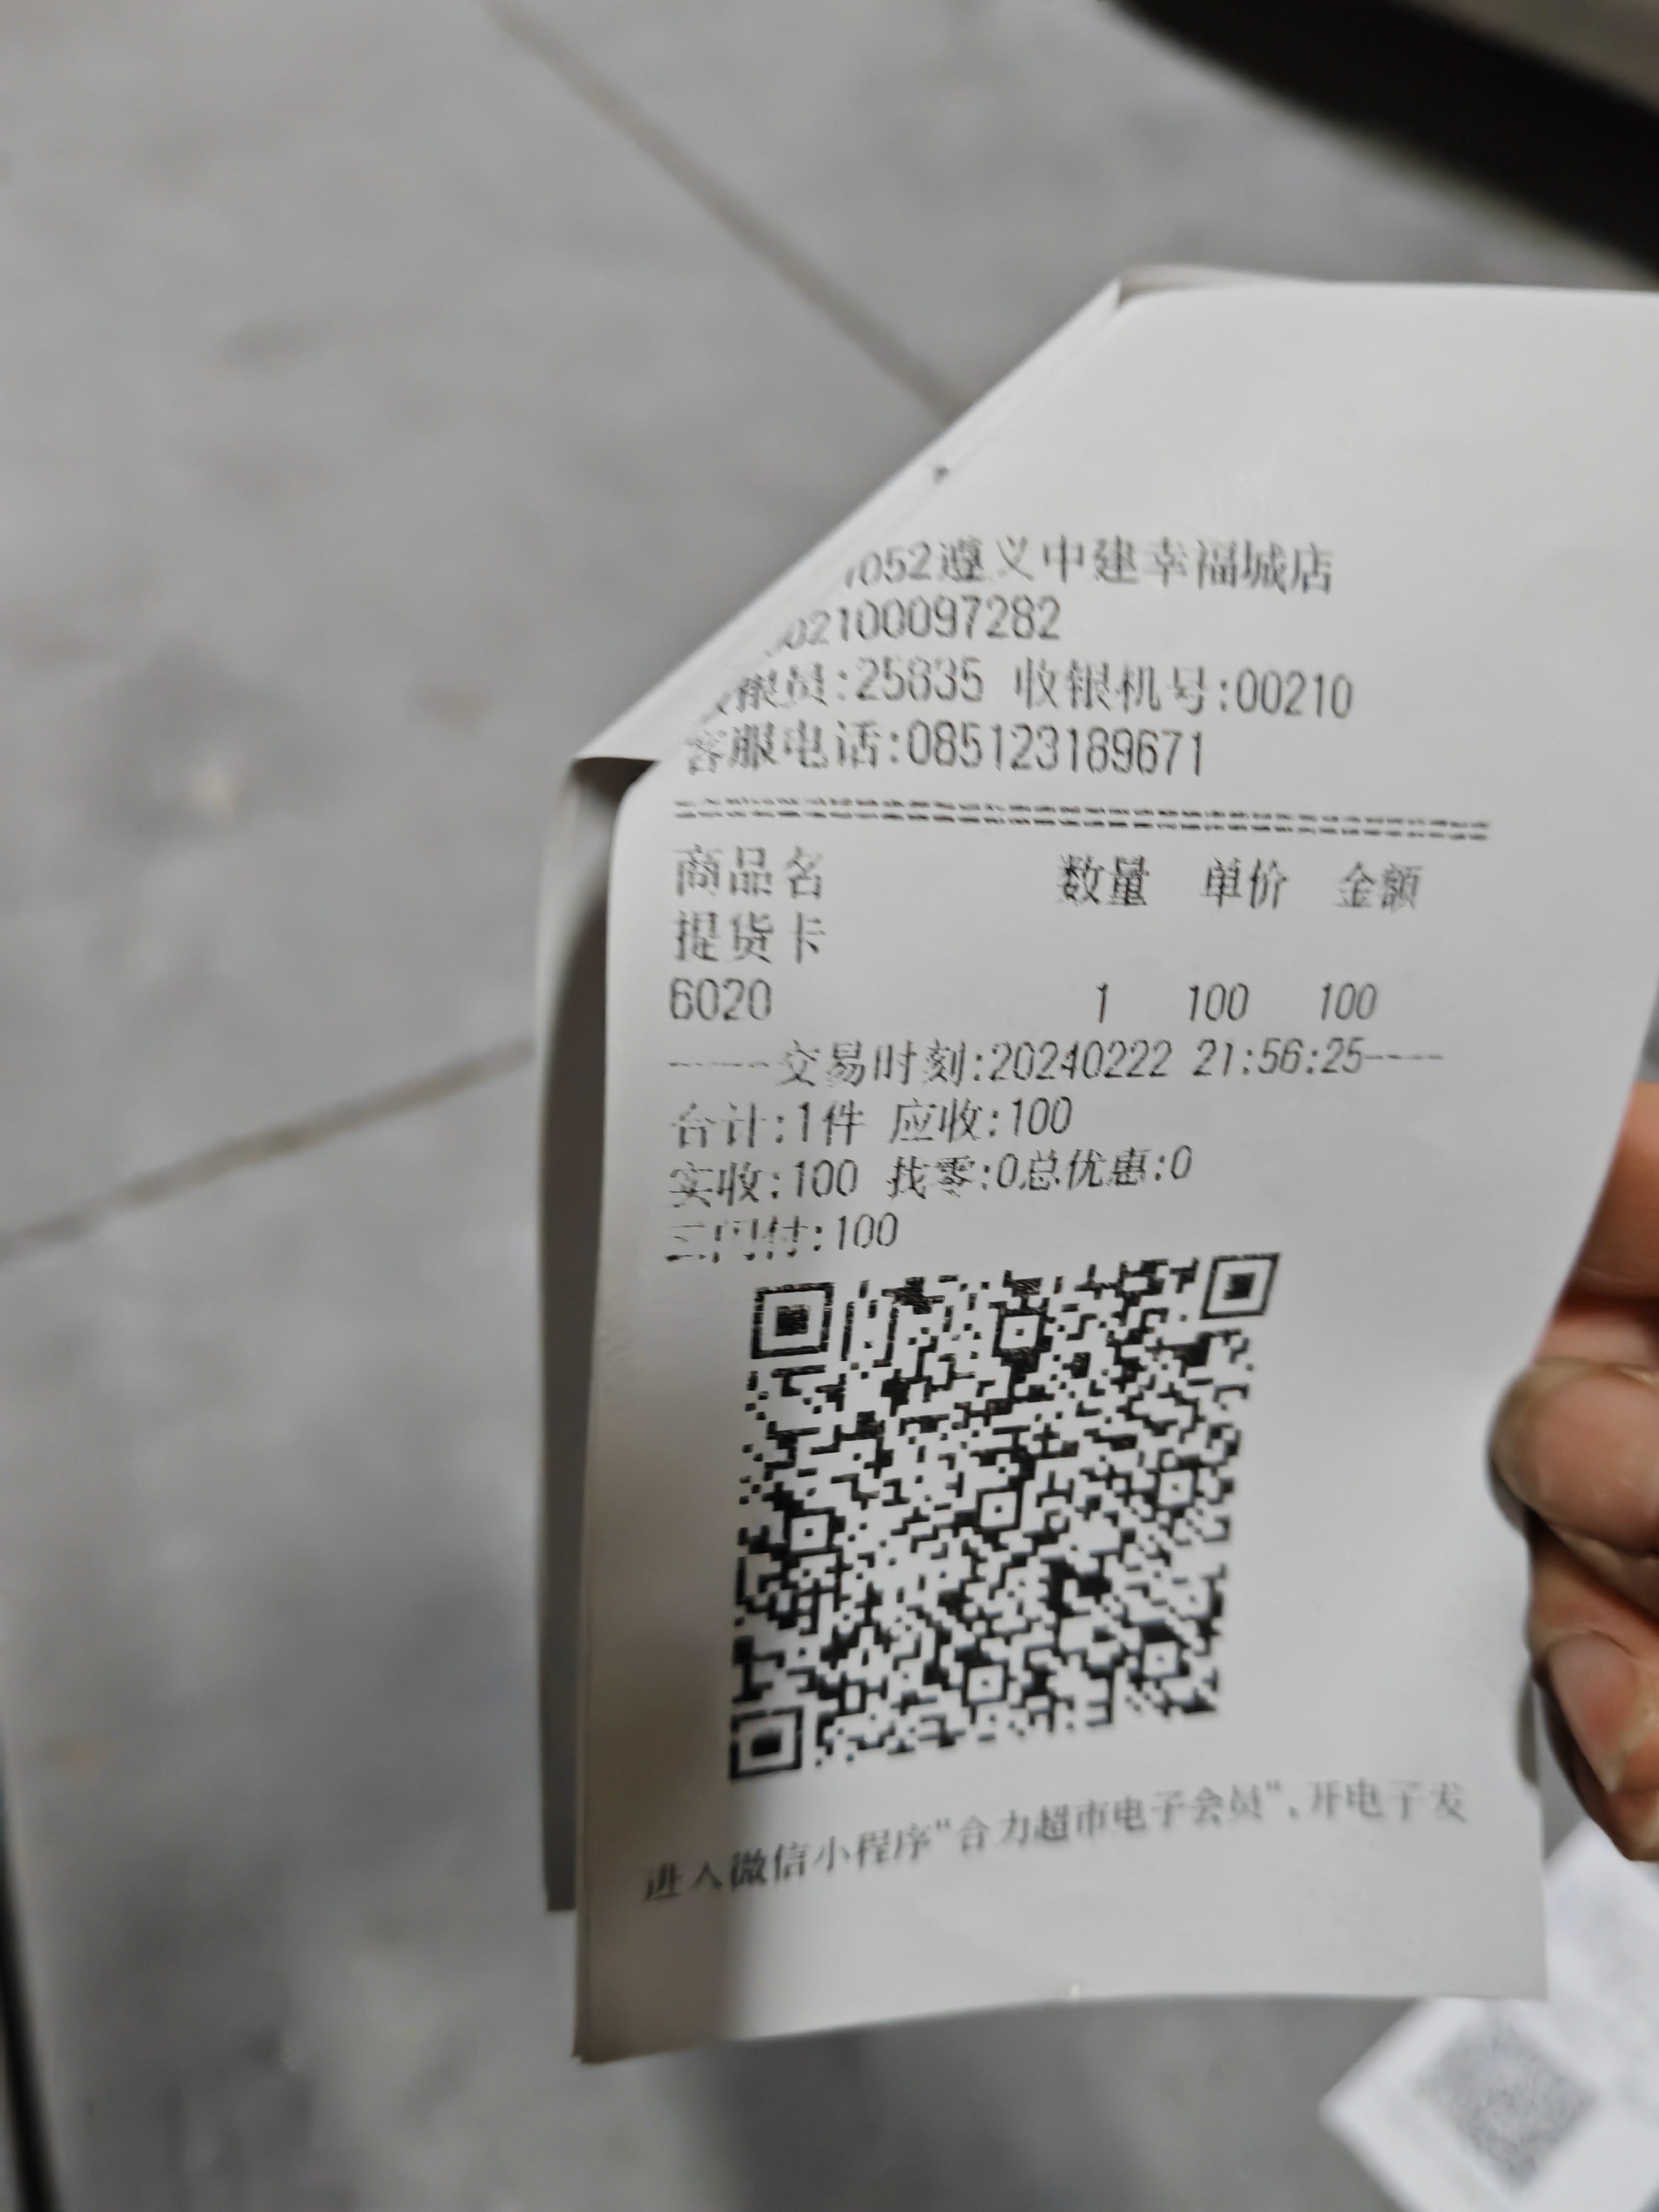 1052遵义中建幸福城店
02100097282
银员:25835 收银机号:00210
客服电话:085123189671
商品名 数量 单价 金额
提货卡
6020 1 100 100
-----交易时刻:20240222 21:56:25----
合计:1件 应收:100
实收:100 找零:0总优惠:0
付:100
进入微信小程序"合力超市电子会员",开电子发